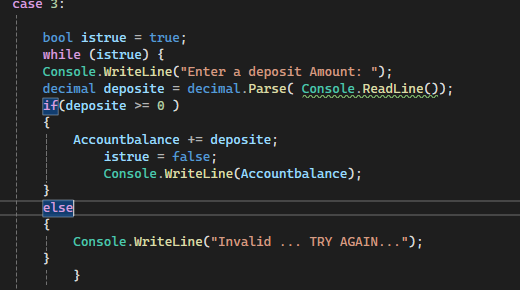 case 3:
bool istrue = true;
while (istrue) {
Console.WriteLine("Enter a deposit Amount: ");
decimal deposite = decimal.Parse( Console.ReadLine());
if(deposite >= 0 )
{
Accountbalance += deposite;
istrue = false;
Console.WriteLine(Accountbalance);
}
else
{
Console.WriteLine("Invalid ... TRY AGAIN...");
}
}